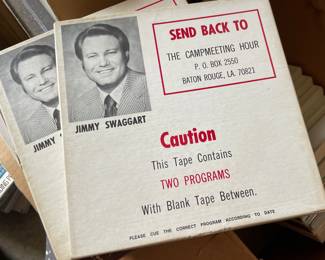 JIMMY SWAGGART
SEND BACK TO
THE CAMPMEETING HOUR
P. O. BOX 2550
BATON ROUGE, LA. 70821
Caution
This Tape Contains
TWO PROGRAMS
With Blank Tape Between.
PLEASE CUE THE CORRECT PROGRAM ACCORDING TO DATE
JIMMY S